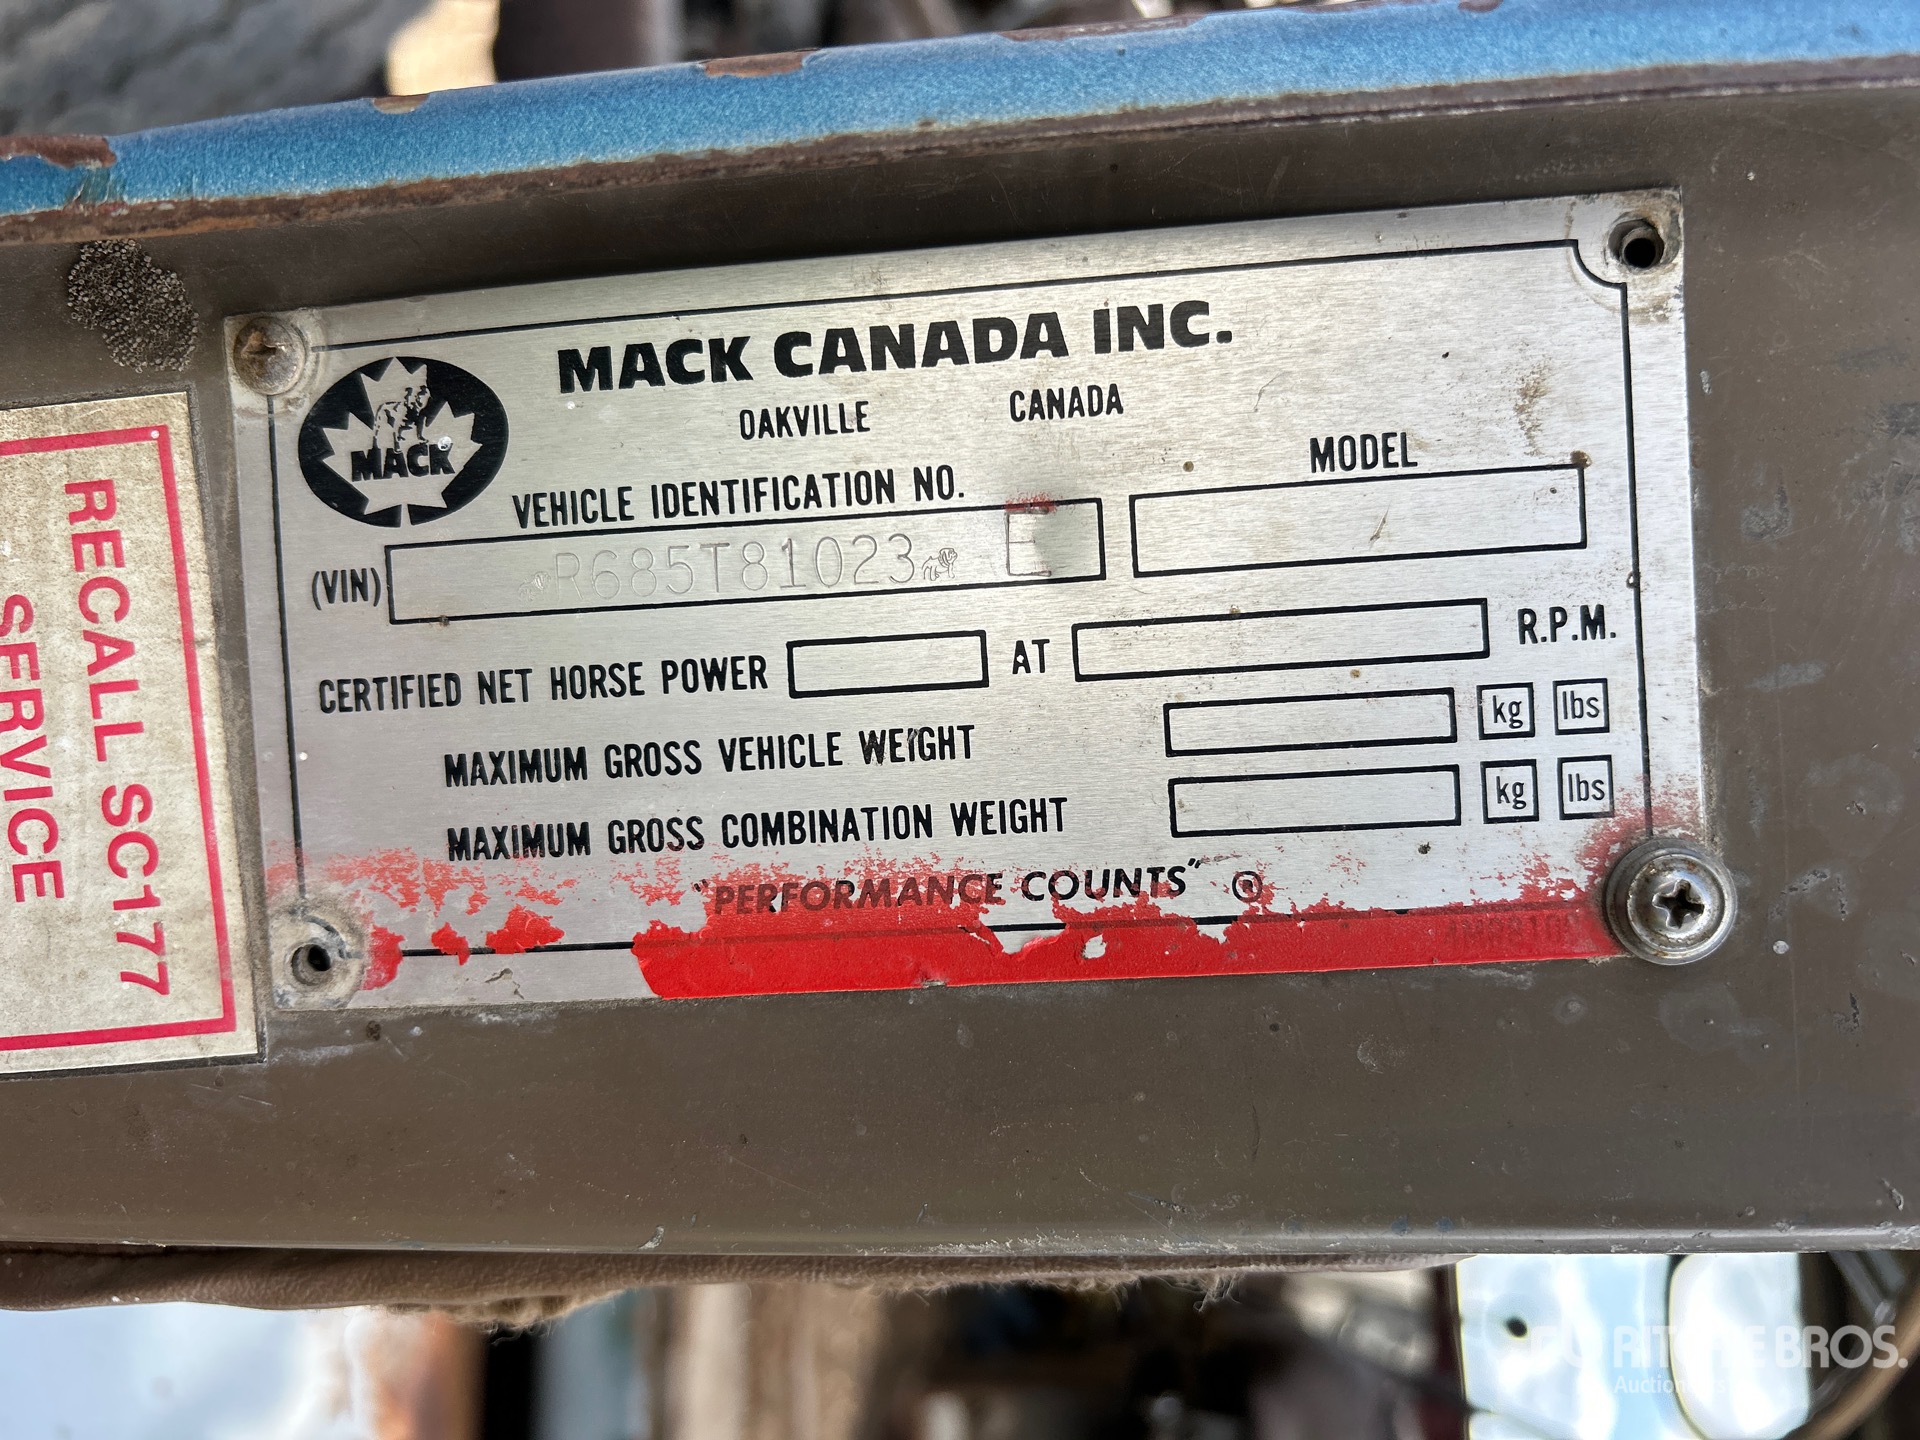 MACK CANADA INC.
OAKVILLE CANADA
MACK
VEHICLE IDENTIFICATION NO. MODEL
(VIN) R685T81023 E
CERTIFIED NET HORSE POWER AT R.P.M.
MAXIMUM GROSS VEHICLE WEIGHT kg lbs
MAXIMUM GROSS COMBINATION WEIGHT kg lbs
"PERFORMANCE COUNTS" ®
RECALL SC177
SERVICE
RITCHIE BROS.